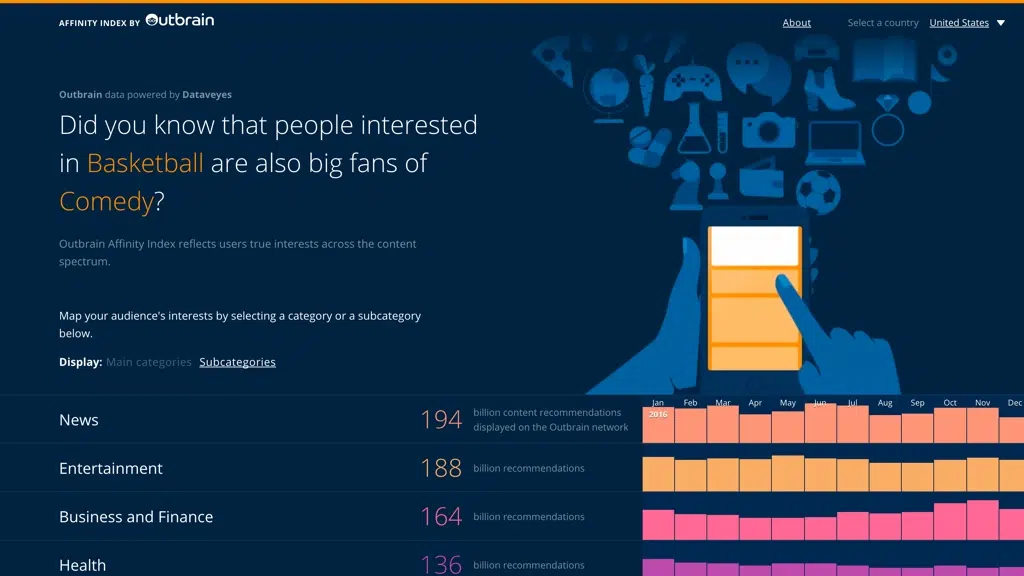 AFFINITY INDEX BY Outbrain
About
Select a country United States
Outbrain data powered by Dataveyes
Did you know that people interested
in Basketball are also big fans of
Comedy?
Outbrain Affinity Index reflects users true interests across the content
spectrum.
Map your audience's interests by selecting a category or a subcategory
below.
Display: Main categories Subcategories
Jan Feb Mar Apr May Jun Jul Aug Sep Oct Nov Dec
2016
News 194 billion content recommendations
displayed on the Outbrain network
Entertainment 188 billion recommendations
Business and Finance 164 billion recommendations
Health 136 billion recommendations